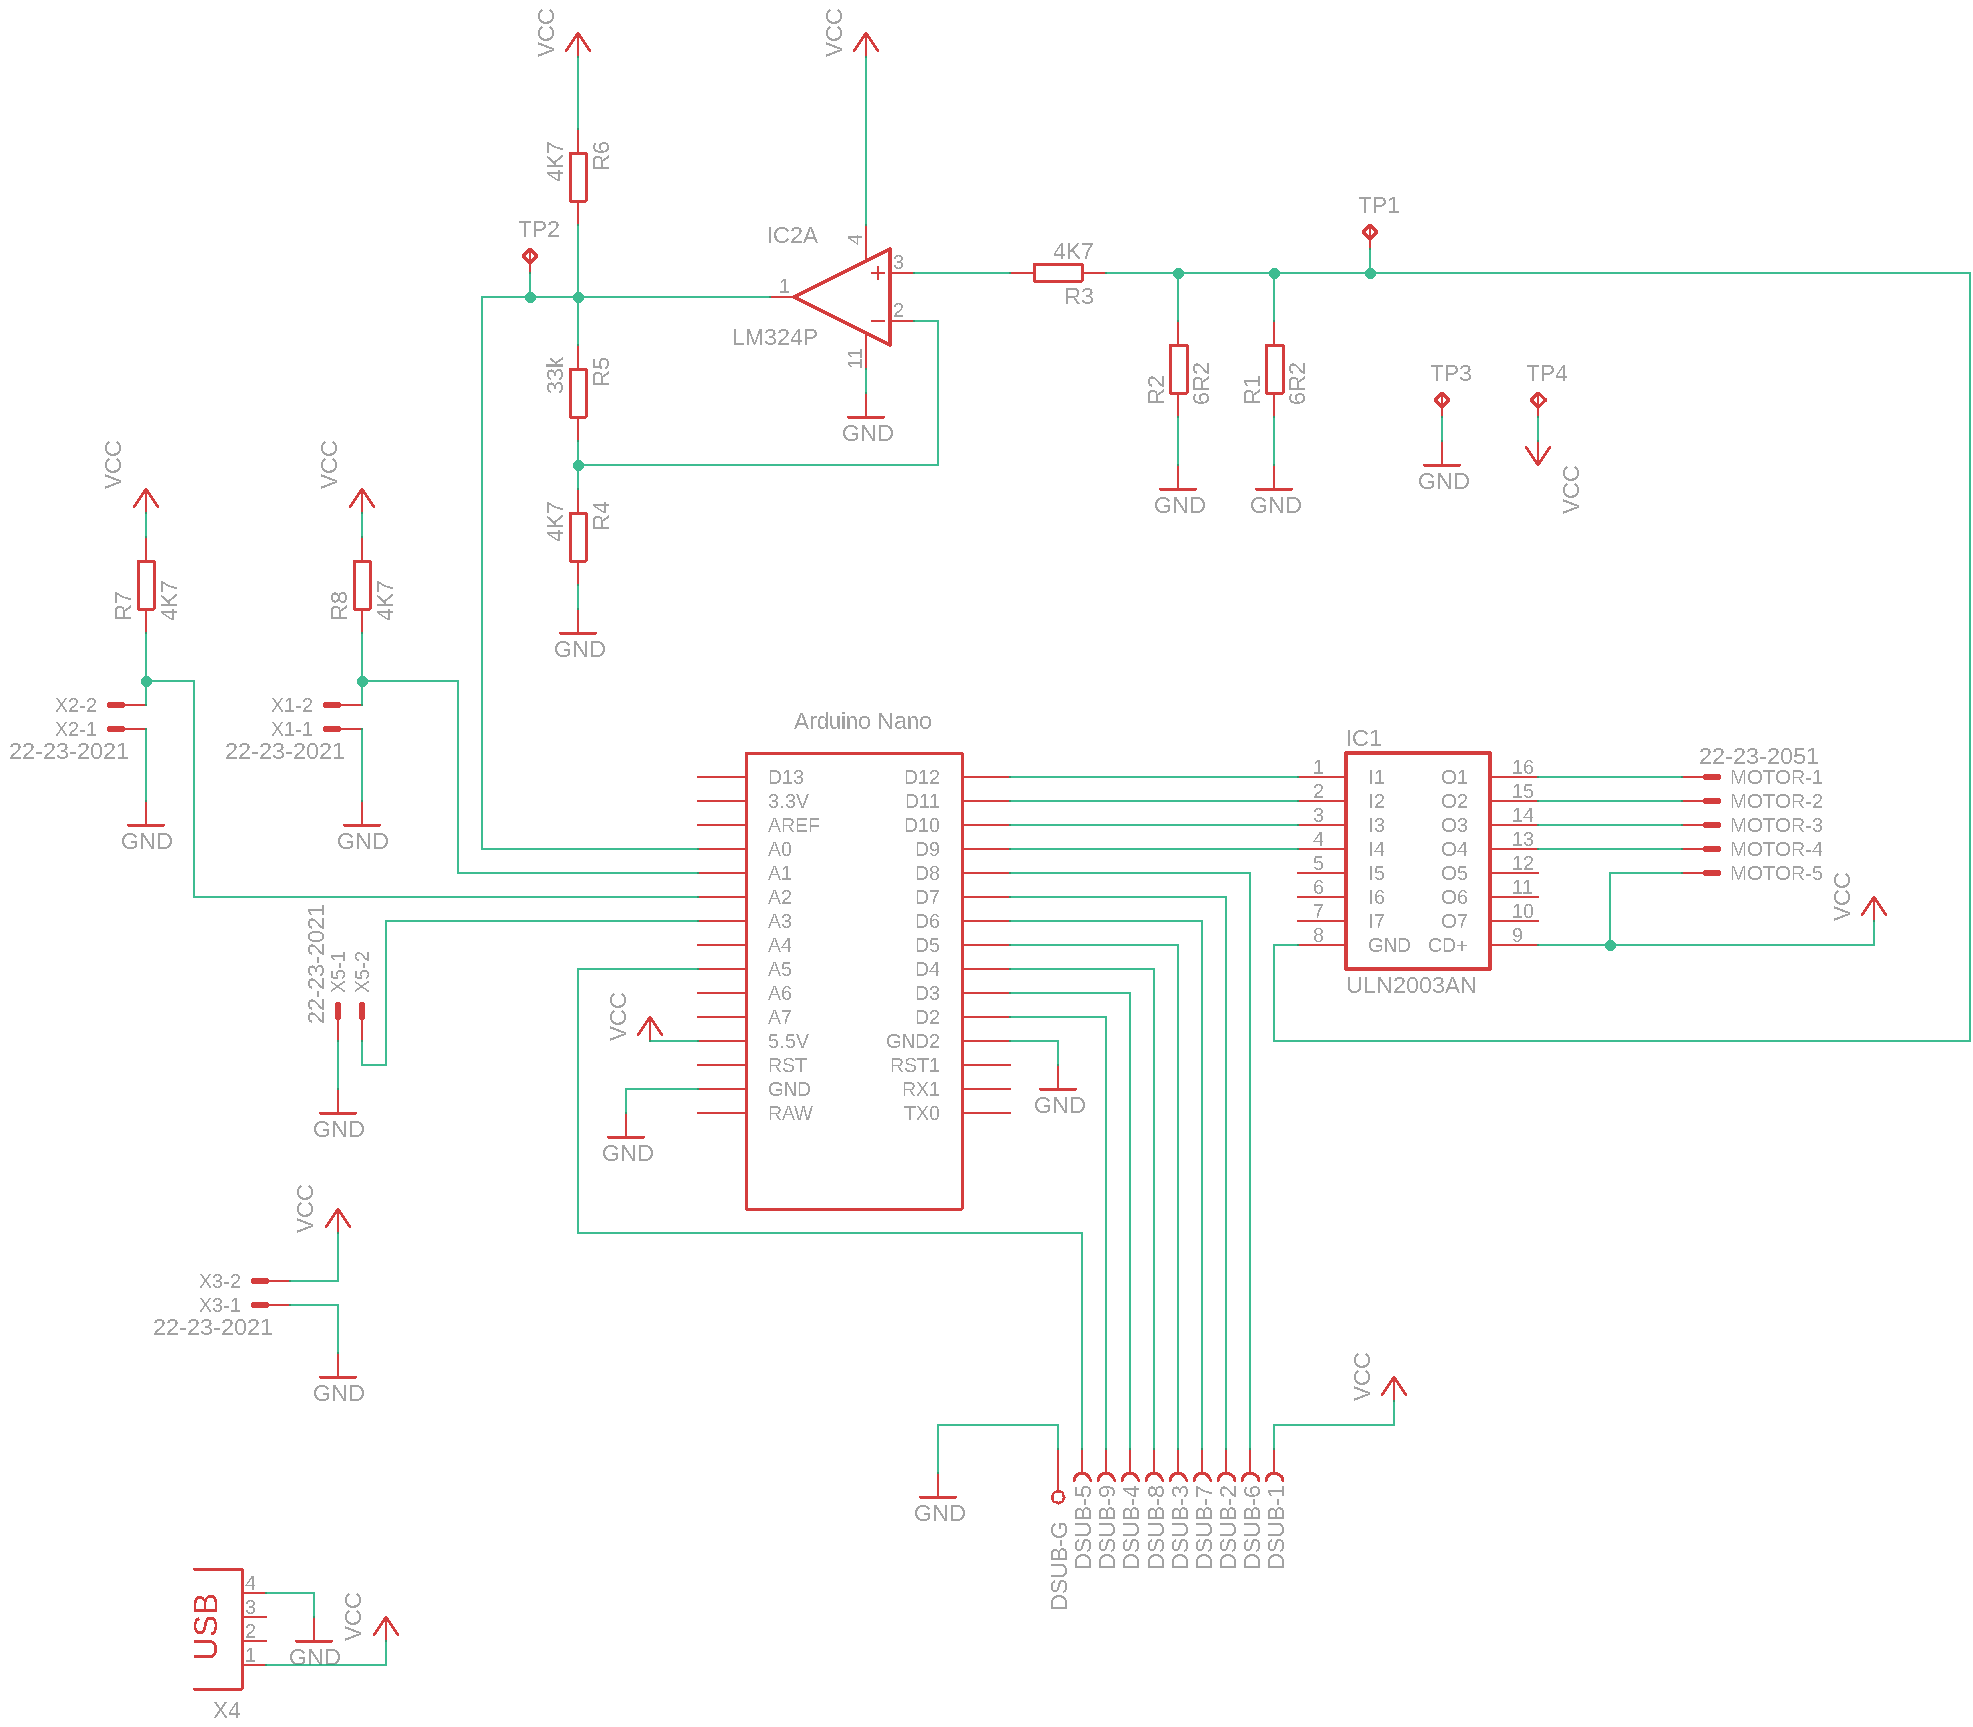 VCC
VCC
4K7
R6
TP2
IC2A
4
3
1
2
LM324P
11
GND
4K7
R3
TP1
33k
R5
R2
6R2
R1
6R2
GND
GND
TP3
TP4
GND
VCC
4K7
R4
GND
VCC
VCC
R7
4K7
R8
4K7
X2-2
X2-1
22-23-2021
GND
X1-2
X1-1
22-23-2021
GND
Arduino Nano
D13
3.3V
AREF
A0
A1
A2
A3
A4
A5
A6
A7
5.5V
RST
GND
RAW
D12
D11
D10
D9
D8
D7
D6
D5
D4
D3
D2
GND2
RST1
RX1
TX0
VCC
GND
GND
IC1
1
2
3
4
5
6
7
8
I1
I2
I3
I4
I5
I6
I7
GND
O1
O2
O3
O4
O5
O6
O7
CD+
16
15
14
13
12
11
10
9
ULN2003AN
22-23-2051
MOTOR-1
MOTOR-2
MOTOR-3
MOTOR-4
MOTOR-5
VCC
22-23-2021
X5-1
X5-2
GND
VCC
X3-2
X3-1
22-23-2021
GND
VCC
GND
DSUB-G
DSUB-5
DSUB-9
DSUB-4
DSUB-8
DSUB-3
DSUB-7
DSUB-2
DSUB-6
DSUB-1
USB
4
3
2
1
GND
VCC
X4